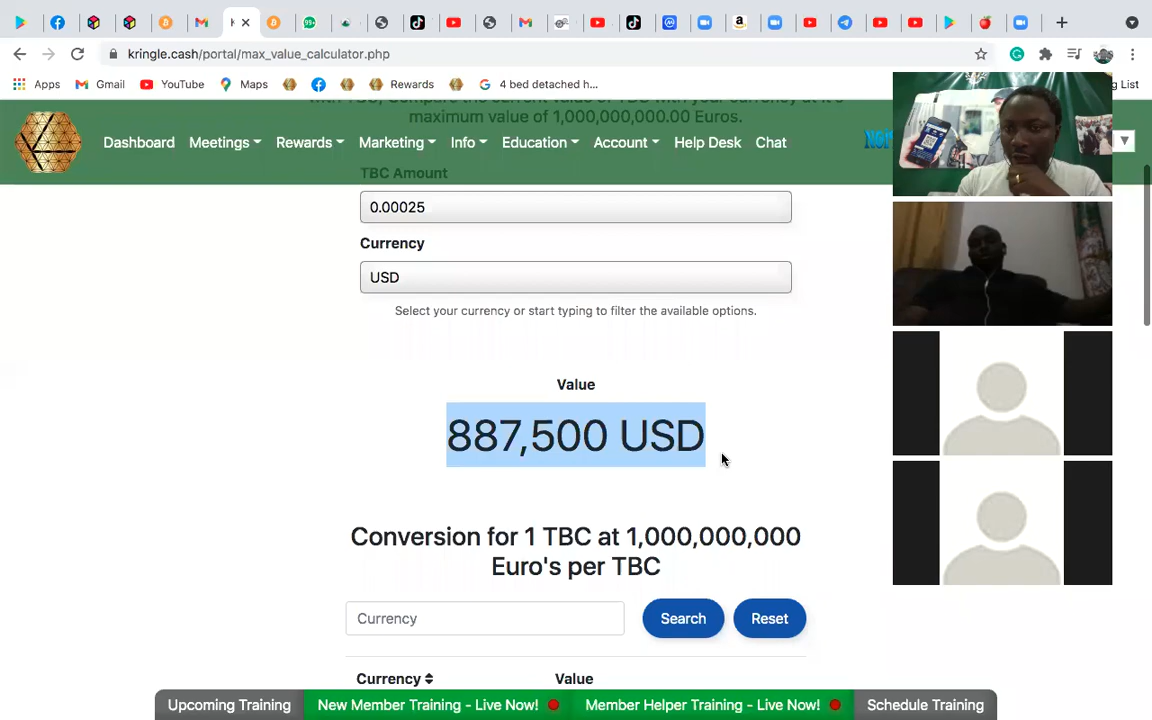 kringle.cash/portal/max_value_calculator.php
Apps Gmail YouTube Maps Rewards 4 bed detached h... ng List
maximum value of 1,000,000,000.00 Euros.
Dashboard Meetings Rewards Marketing Info Education Account Help Desk Chat
TBC Amount
0.00025
Currency
USD
Select your currency or start typing to filter the available options.
Value
887,500 USD
Conversion for 1 TBC at 1,000,000,000
Euro's per TBC
Currency Search Reset
Currency Value
Upcoming Training New Member Training - Live Now! Member Helper Training - Live Now! Schedule Training